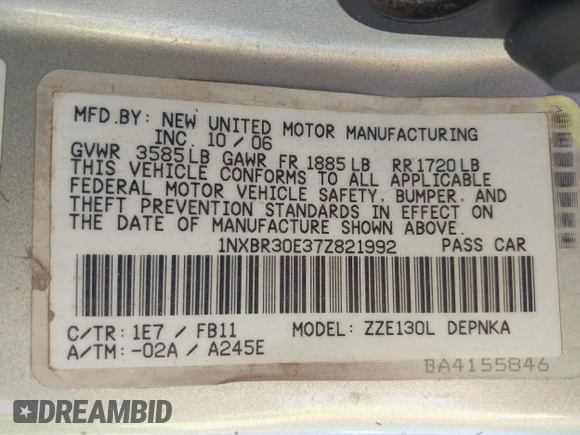 MFD.BY: NEW UNITED MOTOR MANUFACTURING
INC. 10/06
GVWR 3585LB GAWR FR 1885LB RR1720LB
THIS VEHICLE CONFORMS TO ALL APPLICABLE
FEDERAL MOTOR VEHICLE SAFETY, BUMPER, AND
THEFT PREVENTION STANDARDS IN EFFECT ON
THE DATE OF MANUFACTURE SHOWN ABOVE.
1NXBR30E37Z821992 PASS CAR
C/TR: 1E7 / FB11 MODEL: ZZE130L DEPNKA
A/TM: -02A / A245E
BA4155846
DREAMBID